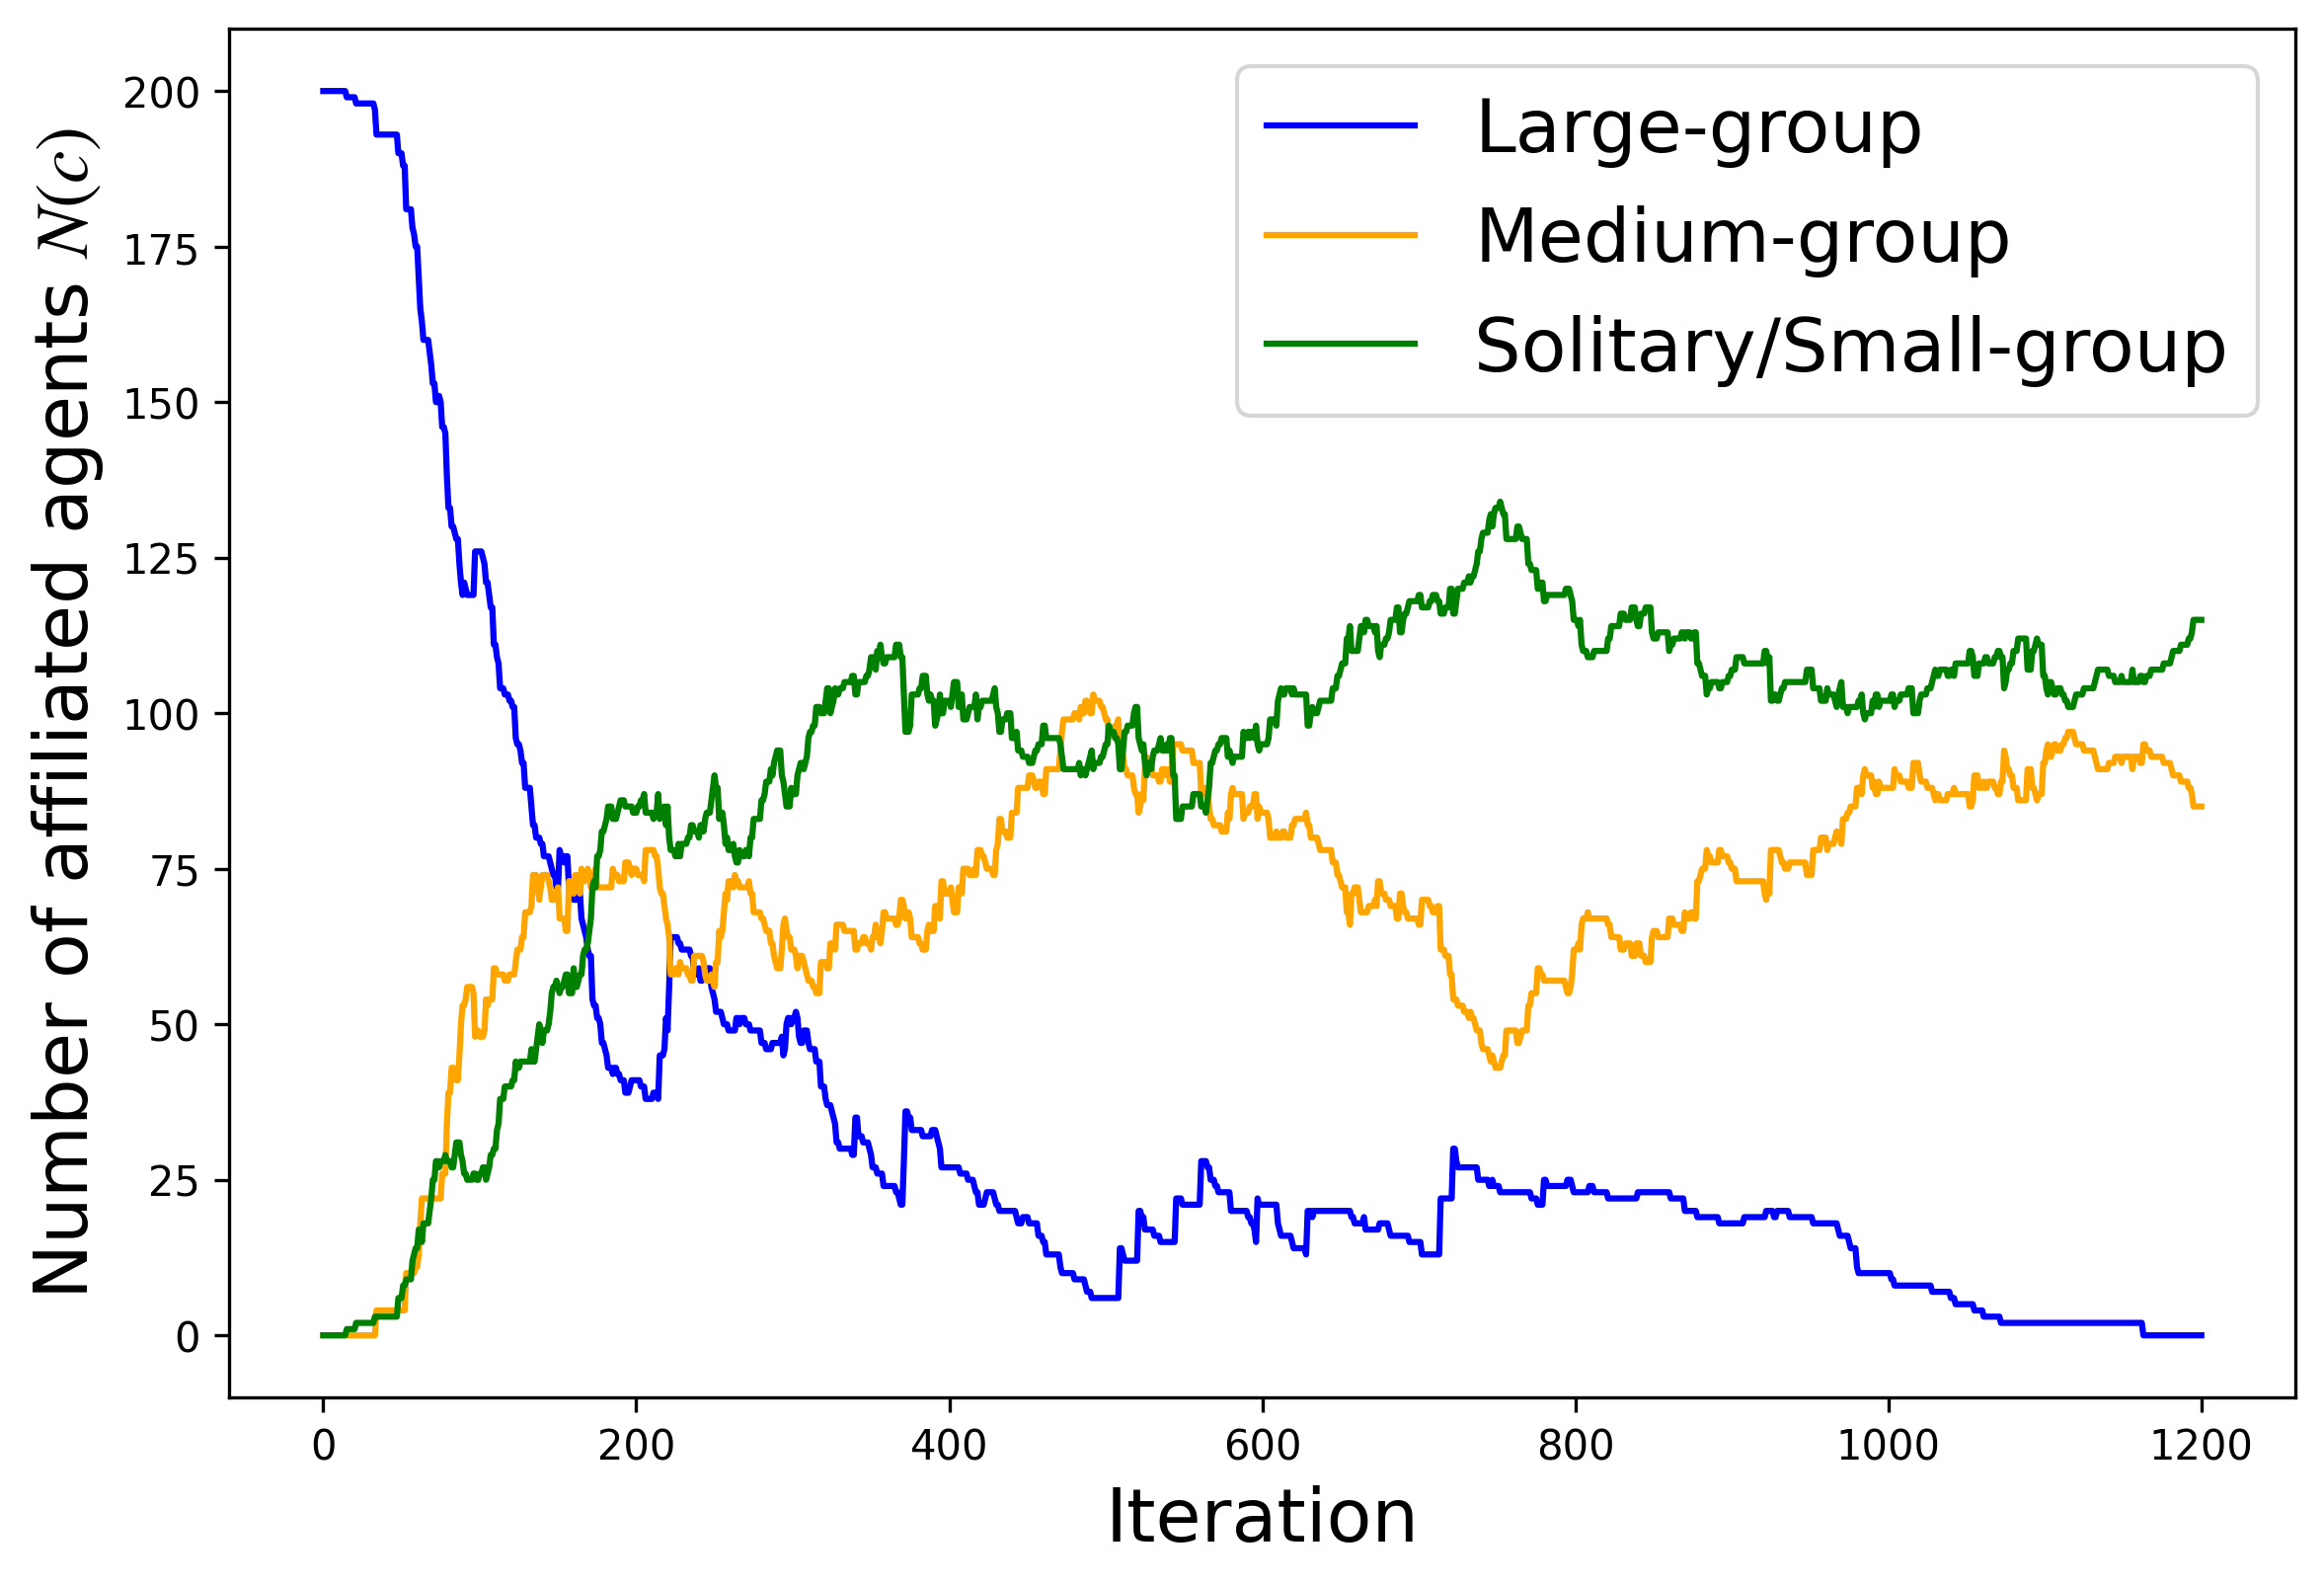 Number of affiliated agents N(c)
200
175
150
125
100
75
50
25
0
Large-group
Medium-group
Solitary/Small-group
0 200 400 600 800 1000 1200
Iteration